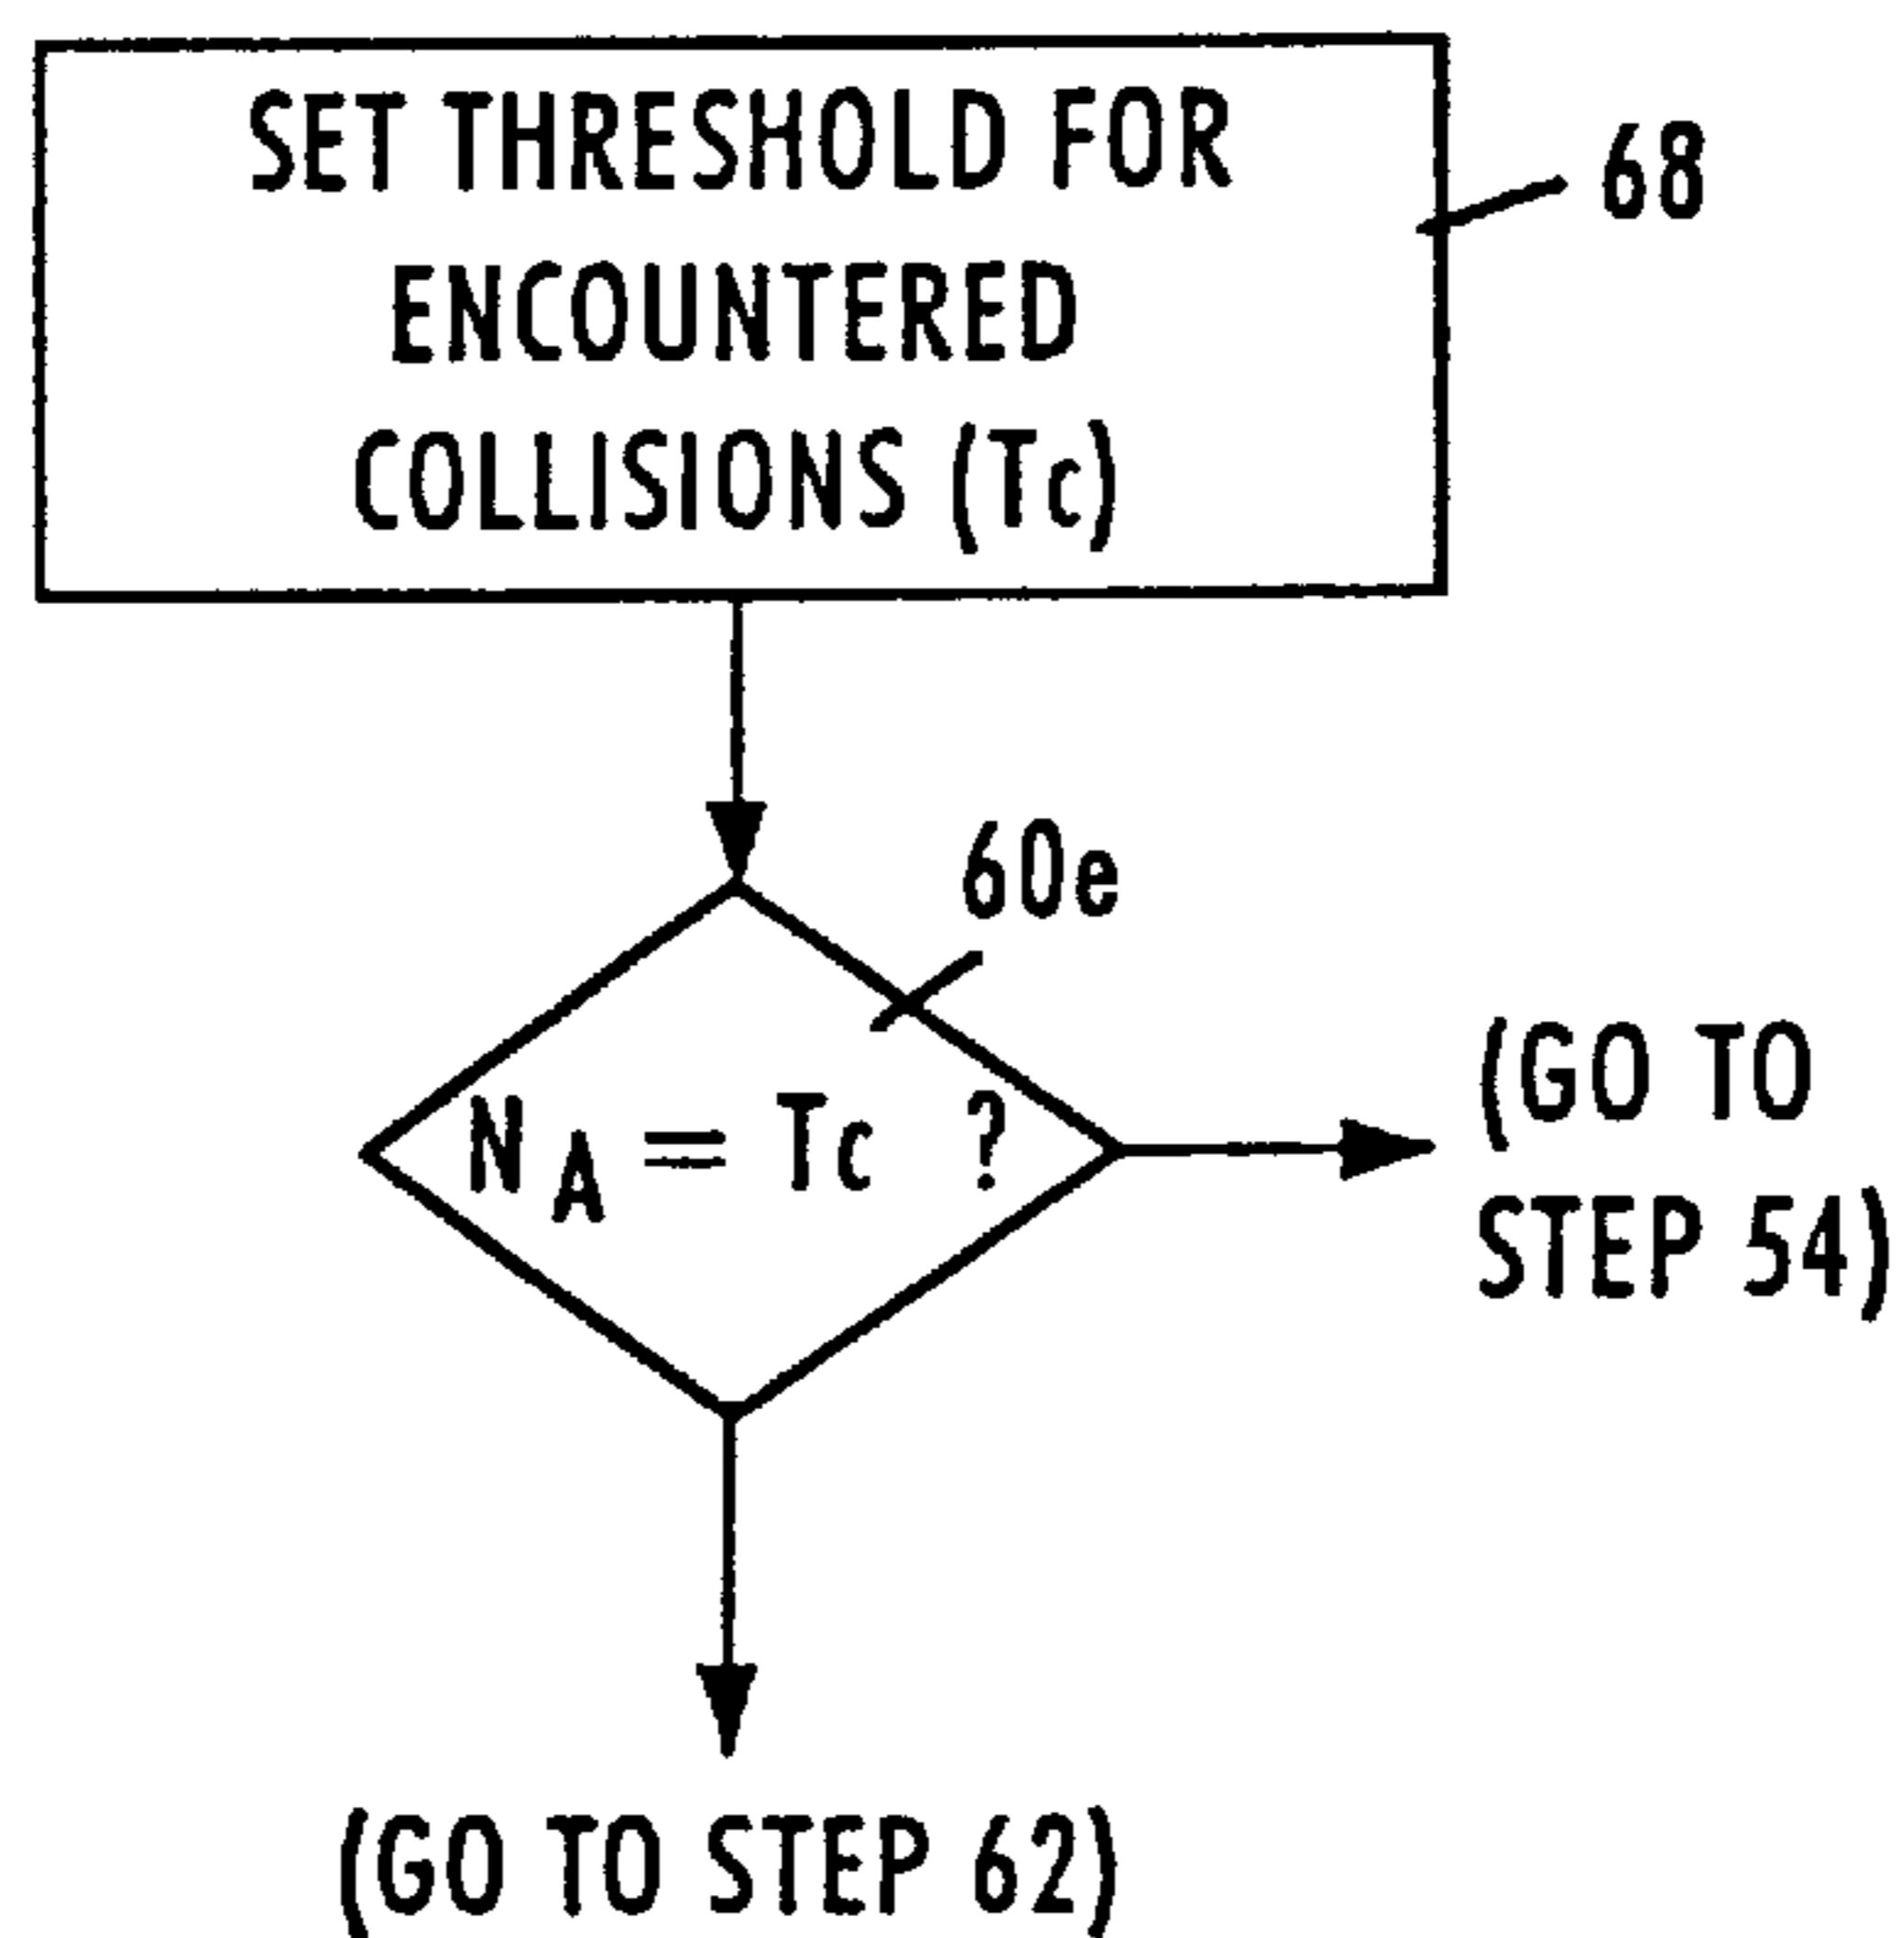 SET THRESHOLD FOR
ENCOUNTERED
COLLISIONS (Tc)
68
60e
NA = Tc ?
(GO TO
STEP 54)
(GO TO STEP 62)